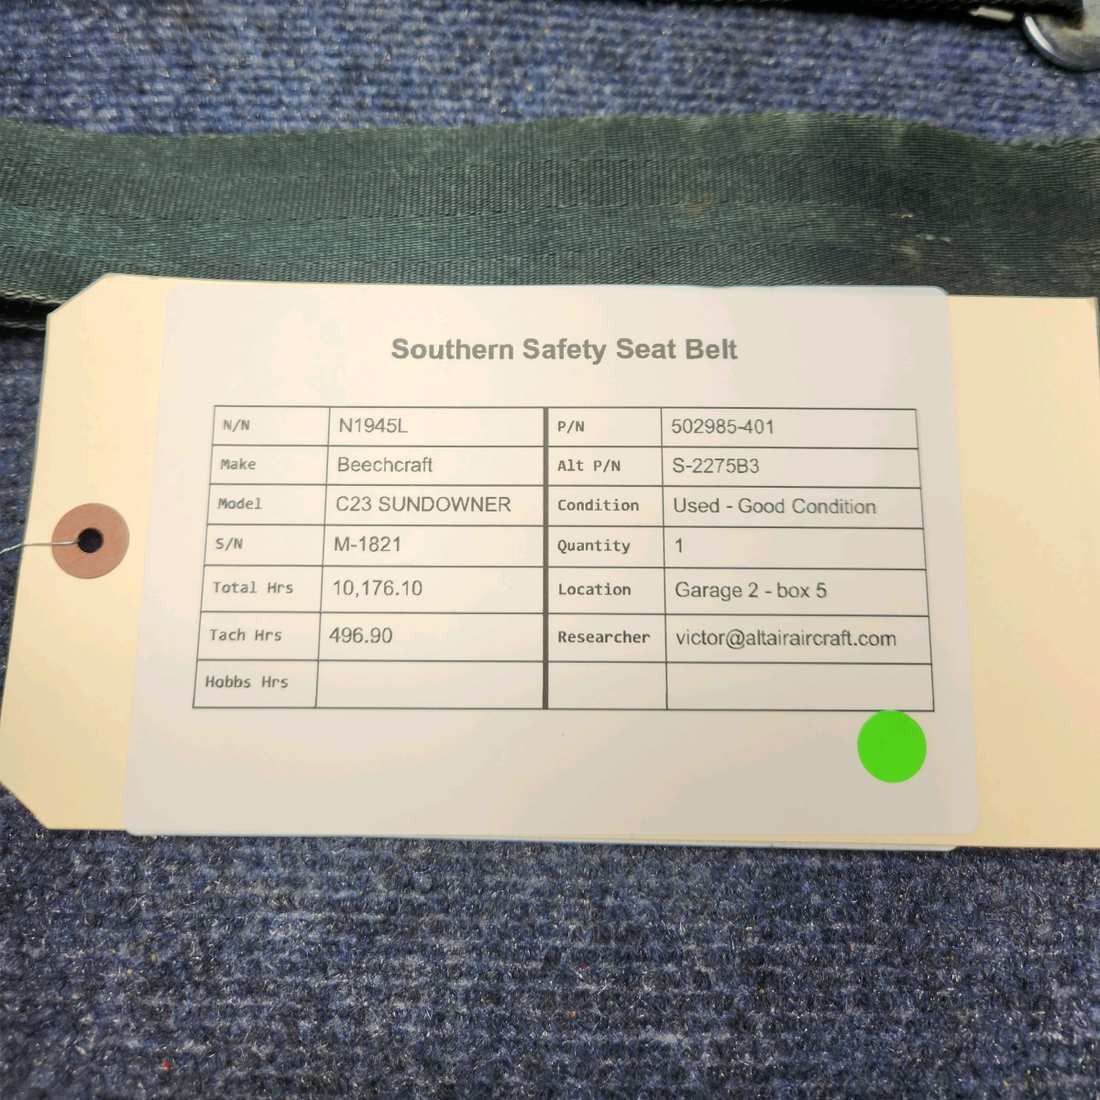 Southern Safety Seat Belt
N/N N1945L P/N 502985-401
Make Beechcraft Alt P/N S-2275B3
Model C23 SUNDOWNER Condition Used - Good Condition
S/N M-1821 Quantity 1
Total Hrs 10,176.10 Location Garage 2 - box 5
Tach Hrs 496.90 Researcher victor@altairaircraft.com
Hobbs Hrs